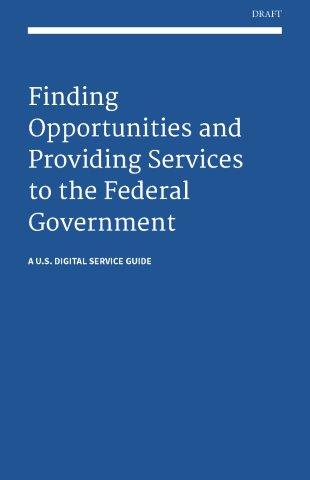 DRAFT
Finding
Opportunities and
Providing Services
to the Federal
Government
A U.S. DIGITAL SERVICE GUIDE